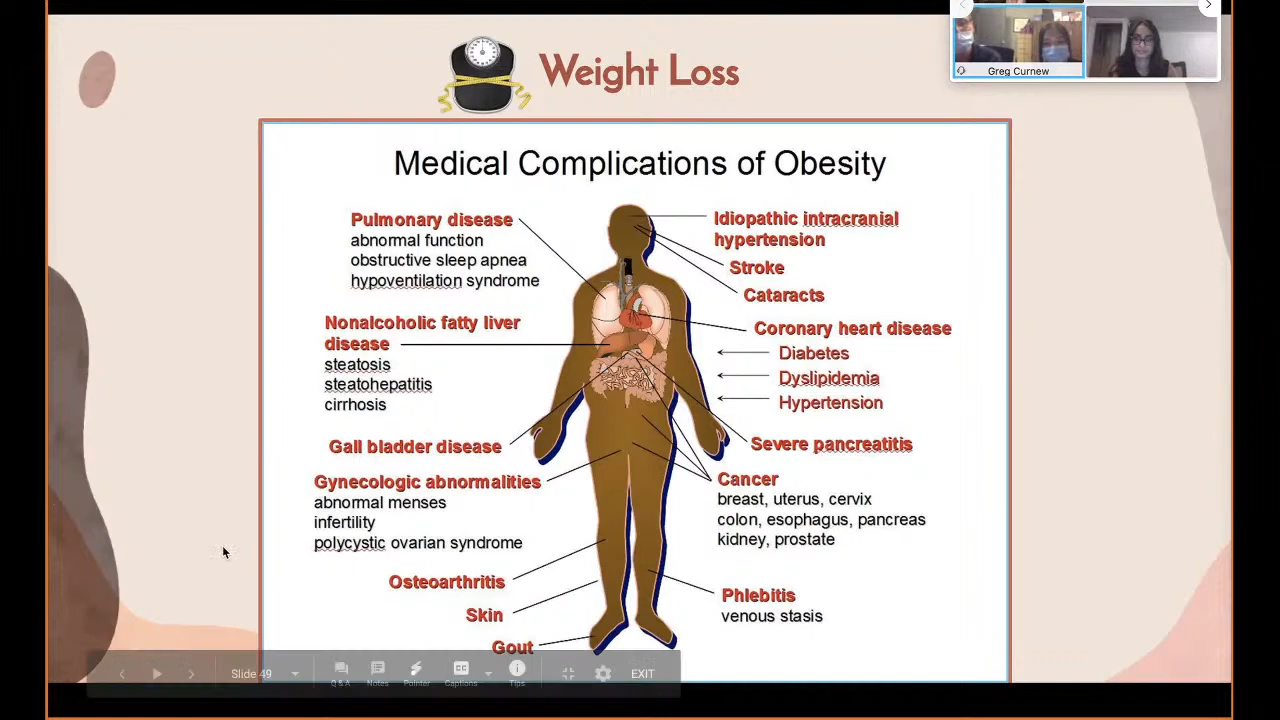 Weight Loss
Greg Curnew
Medical Complications of Obesity
Pulmonary disease
abnormal function
obstructive sleep apnea
hypoventilation syndrome
Nonalcoholic fatty liver
disease
steatosis
steatohepatitis
cirrhosis
Gall bladder disease
Gynecologic abnormalities
abnormal menses
infertility
polycystic ovarian syndrome
Osteoarthritis
Skin
Gout
Idiopathic intracranial
hypertension
Stroke
Cataracts
Coronary heart disease
Diabetes
Dyslipidemia
Hypertension
Severe pancreatitis
Cancer
breast, uterus, cervix
colon, esophagus, pancreas
kidney, prostate
Phlebitis
venous stasis
Slide 49
Q & A
Notes
Pointer
Captions
Tips
EXIT